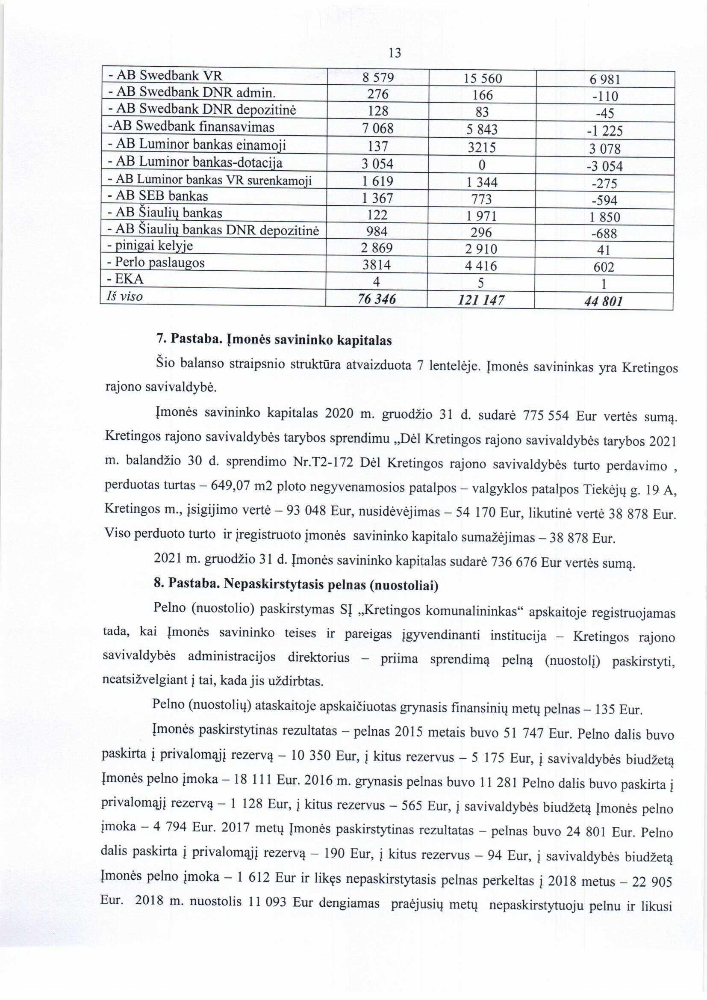 13
- AB Swedbank VR 8 579 15 560 6 981
- AB Swedbank DNR admin. 276 166 -110
- AB Swedbank DNR depozitinė 128 83 -45
-AB Swedbank finansavimas 7 068 5 843 -1 225
- AB Luminor bankas einamoji 137 3215 3 078
- AB Luminor bankas-dotacija 3 054 0 -3 054
- AB Luminor bankas VR surenkamoji 1 619 1 344 -275
- AB SEB bankas 1 367 773 -594
- AB Šiaulių bankas 122 1 971 1 850
- AB Šiaulių bankas DNR depozitinė 984 296 -688
- pinigai kelyje 2 869 2 910 41
- Perlo paslaugos 3814 4 416 602
- EKA 4 5 1
Iš viso 76 346 121 147 44 801
7. Pastaba. Įmonės savininko kapitalas
Šio balanso straipsnio struktūra atvaizduota 7 lentelėje. Įmonės savininkas yra Kretingos
rajono savivaldybė.
Įmonės savininko kapitalas 2020 m. gruodžio 31 d. sudarė 775 554 Eur vertės sumą.
Kretingos rajono savivaldybės tarybos sprendimu „Dėl Kretingos rajono savivaldybės tarybos 2021
m. balandžio 30 d. sprendimo Nr.T2-172 Dėl Kretingos rajono savivaldybės turto perdavimo ,
perduotas turtas – 649,07 m2 ploto negyvenamosios patalpos – valgyklos patalpos Tiekėjų g. 19 A,
Kretingos m., įsigijimo vertė – 93 048 Eur, nusidėvėjimas – 54 170 Eur, likutinė vertė 38 878 Eur.
Viso perduoto turto ir įregistruoto įmonės savininko kapitalo sumažėjimas – 38 878 Eur.
2021 m. gruodžio 31 d. Įmonės savininko kapitalas sudarė 736 676 Eur vertės sumą.
8. Pastaba. Nepaskirstytasis pelnas (nuostoliai)
Pelno (nuostolio) paskirstymas SĮ „Kretingos komunalininkas“ apskaitoje registruojamas
tada, kai Įmonės savininko teises ir pareigas įgyvendinanti institucija – Kretingos rajono
savivaldybės administracijos direktorius – priima sprendimą pelną (nuostolį) paskirstyti,
neatsižvelgiant į tai, kada jis uždirbtas.
Pelno (nuostolių) ataskaitoje apskaičiuotas grynasis finansinių metų pelnas – 135 Eur.
Įmonės paskirstytinas rezultatas – pelnas 2015 metais buvo 51 747 Eur. Pelno dalis buvo
paskirta į privalomąjį rezervą – 10 350 Eur, į kitus rezervus – 5 175 Eur, į savivaldybės biudžetą
Įmonės pelno įmoka – 18 111 Eur. 2016 m. grynasis pelnas buvo 11 281 Pelno dalis buvo paskirta į
privalomąjį rezervą – 1 128 Eur, į kitus rezervus – 565 Eur, į savivaldybės biudžetą Įmonės pelno
įmoka – 4 794 Eur. 2017 metų Įmonės paskirstytinas rezultatas – pelnas buvo 24 801 Eur. Pelno
dalis paskirta į privalomąjį rezervą – 190 Eur, į kitus rezervus – 94 Eur, į savivaldybės biudžetą
Įmonės pelno įmoka – 1 612 Eur ir likęs nepaskirstytasis pelnas perkeltas į 2018 metus – 22 905
Eur. 2018 m. nuostolis 11 093 Eur dengiamas praėjusių metų nepaskirstytuoju pelnu ir likusi